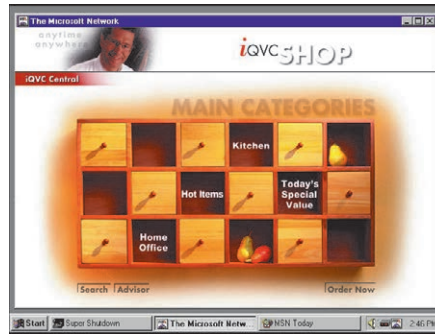 The Microsoft Network
anytime
anywhere
iQVC SHOP
iQVC Central
MAIN CATEGORIES
Kitchen
Hot Items
Today's
Special
Value
Home
Office
Search Advisor
Order Now
Start Super Shutdown The Microsoft Netw... MSN Today 2:46 PM